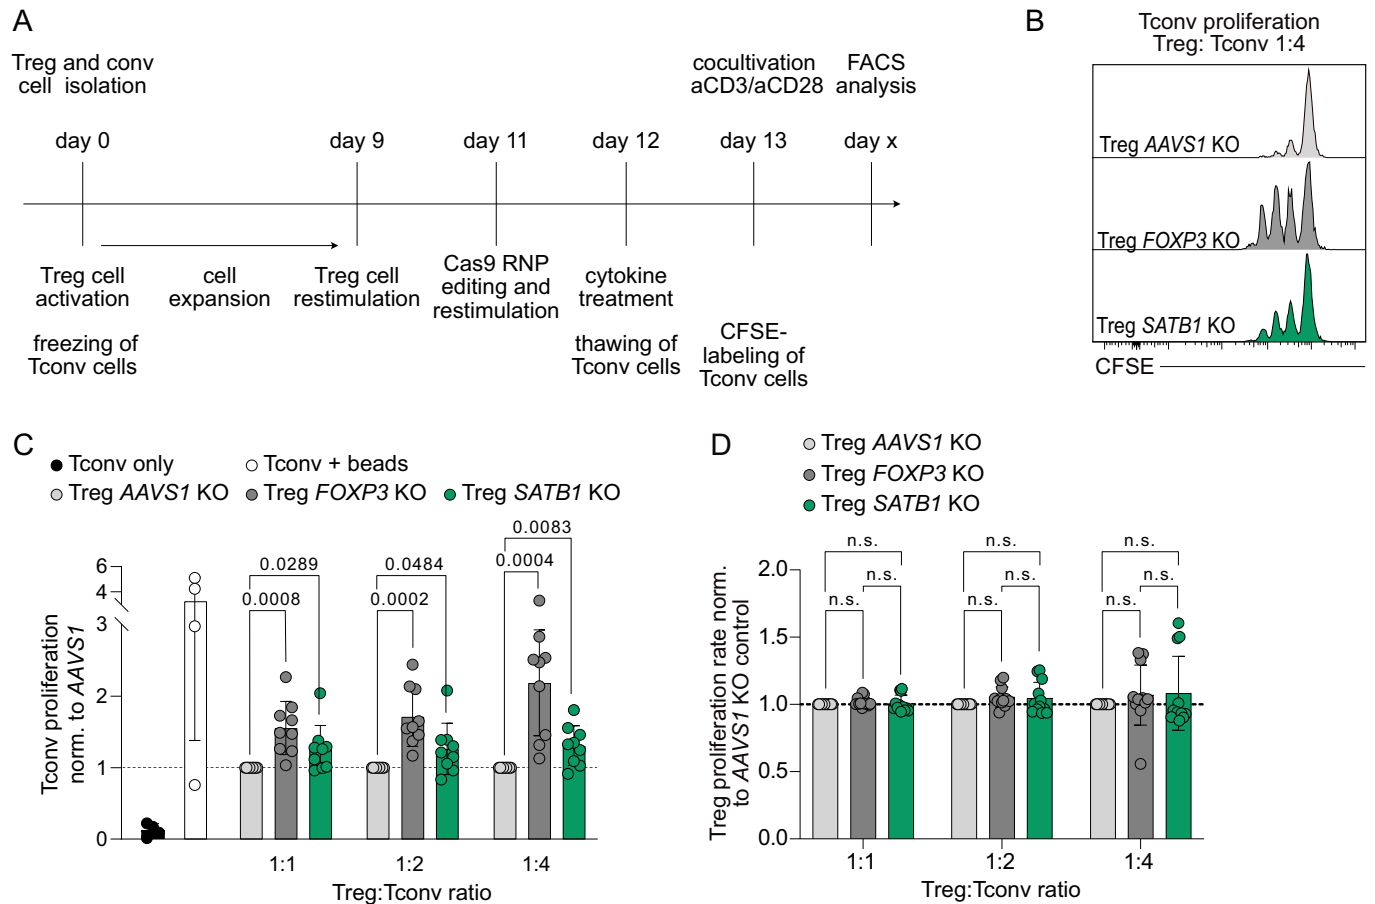 A
Treg and conv
cell isolation
cocultivation
aCD3/aCD28
FACS
analysis
day 0
day 9
day 11
day 12
day 13
day x
Treg cell
activation
cell
expansion
Treg cell
restimulation
Cas9 RNP
editing and
restimulation
cytokine
treatment
freezing of
Tconv cells
thawing of
Tconv cells
CFSE-
labeling of
Tconv cells
B
Tconv proliferation
Treg: Tconv 1:4
Treg AAVS1 KO
Treg FOXP3 KO
Treg SATB1 KO
CFSE
C
Tconv only
Tconv + beads
Treg AAVS1 KO
Treg FOXP3 KO
Treg SATB1 KO
Tconv proliferation
norm. to AAVS1
6
4
3
2
1
0
0.0289
0.0008
0.0484
0.0002
0.0083
0.0004
1:1
1:2
1:4
Treg:Tconv ratio
D
Treg AAVS1 KO
Treg FOXP3 KO
Treg SATB1 KO
Treg proliferation rate norm.
to AAVS1 KO control
2.0
1.5
1.0
0.5
0.0
n.s.
n.s.
n.s.
n.s.
n.s.
n.s.
n.s.
n.s.
n.s.
1:1
1:2
1:4
Treg:Tconv ratio